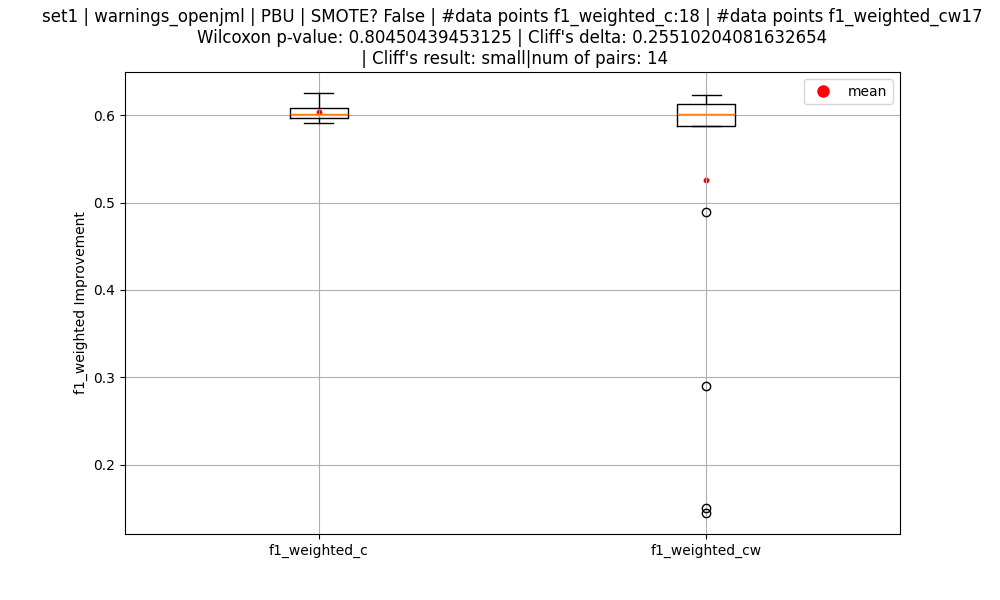 set1 | warnings_openjml | PBU | SMOTE? False | #data points f1_weighted_c:18 | #data points f1_weighted_cw17
Wilcoxon p-value: 0.80450439453125 | Cliff's delta: 0.25510204081632654
| Cliff's result: small|num of pairs: 14
mean
0.6
0.5
0.4
0.3
0.2
f1_weighted Improvement
f1_weighted_c
f1_weighted_cw